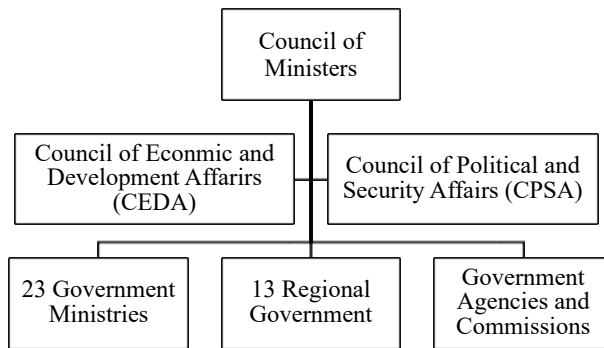 Council of
Ministers
Council of Econmic and
Development Affarirs
(CEDA)
Council of Political and
Security Affairs (CPSA)
23 Government
Ministries
13 Regional
Government
Government
Agencies and
Commissions